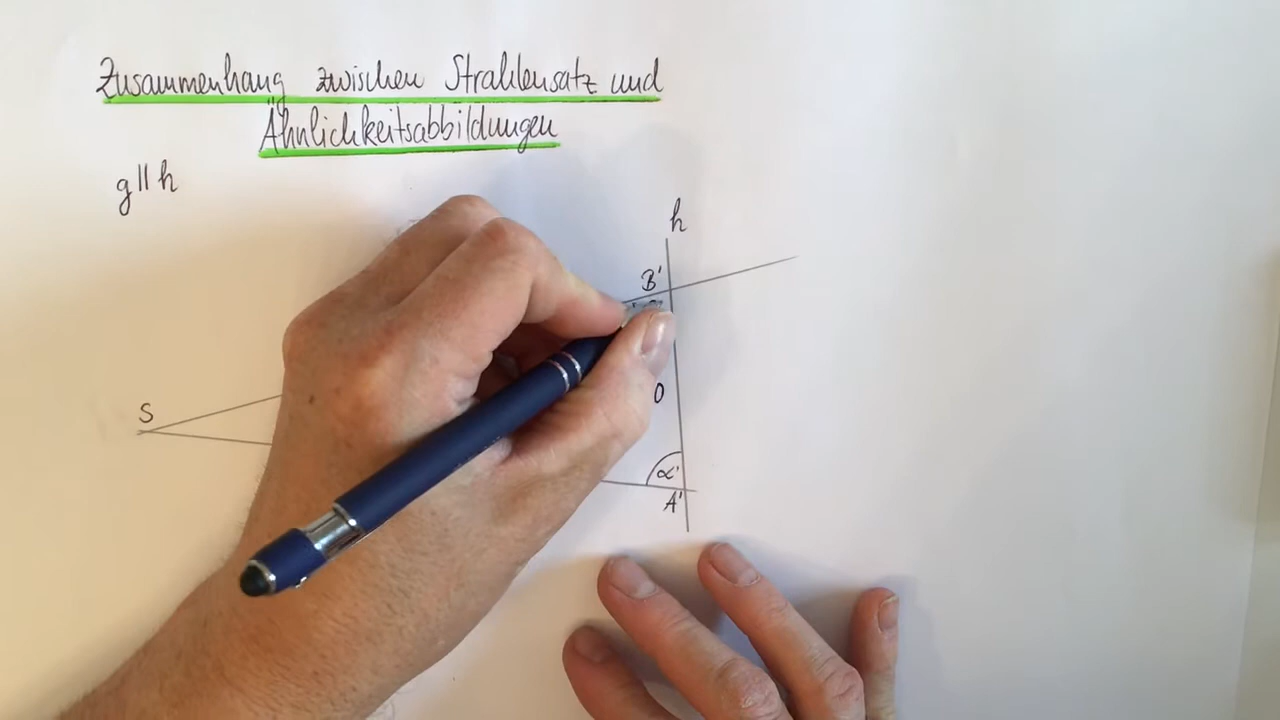 Zusammenhang zwischen Strahlensatz und
Ähnlichkeitsabbildungen
g || h
h
B'
S
α'
A'